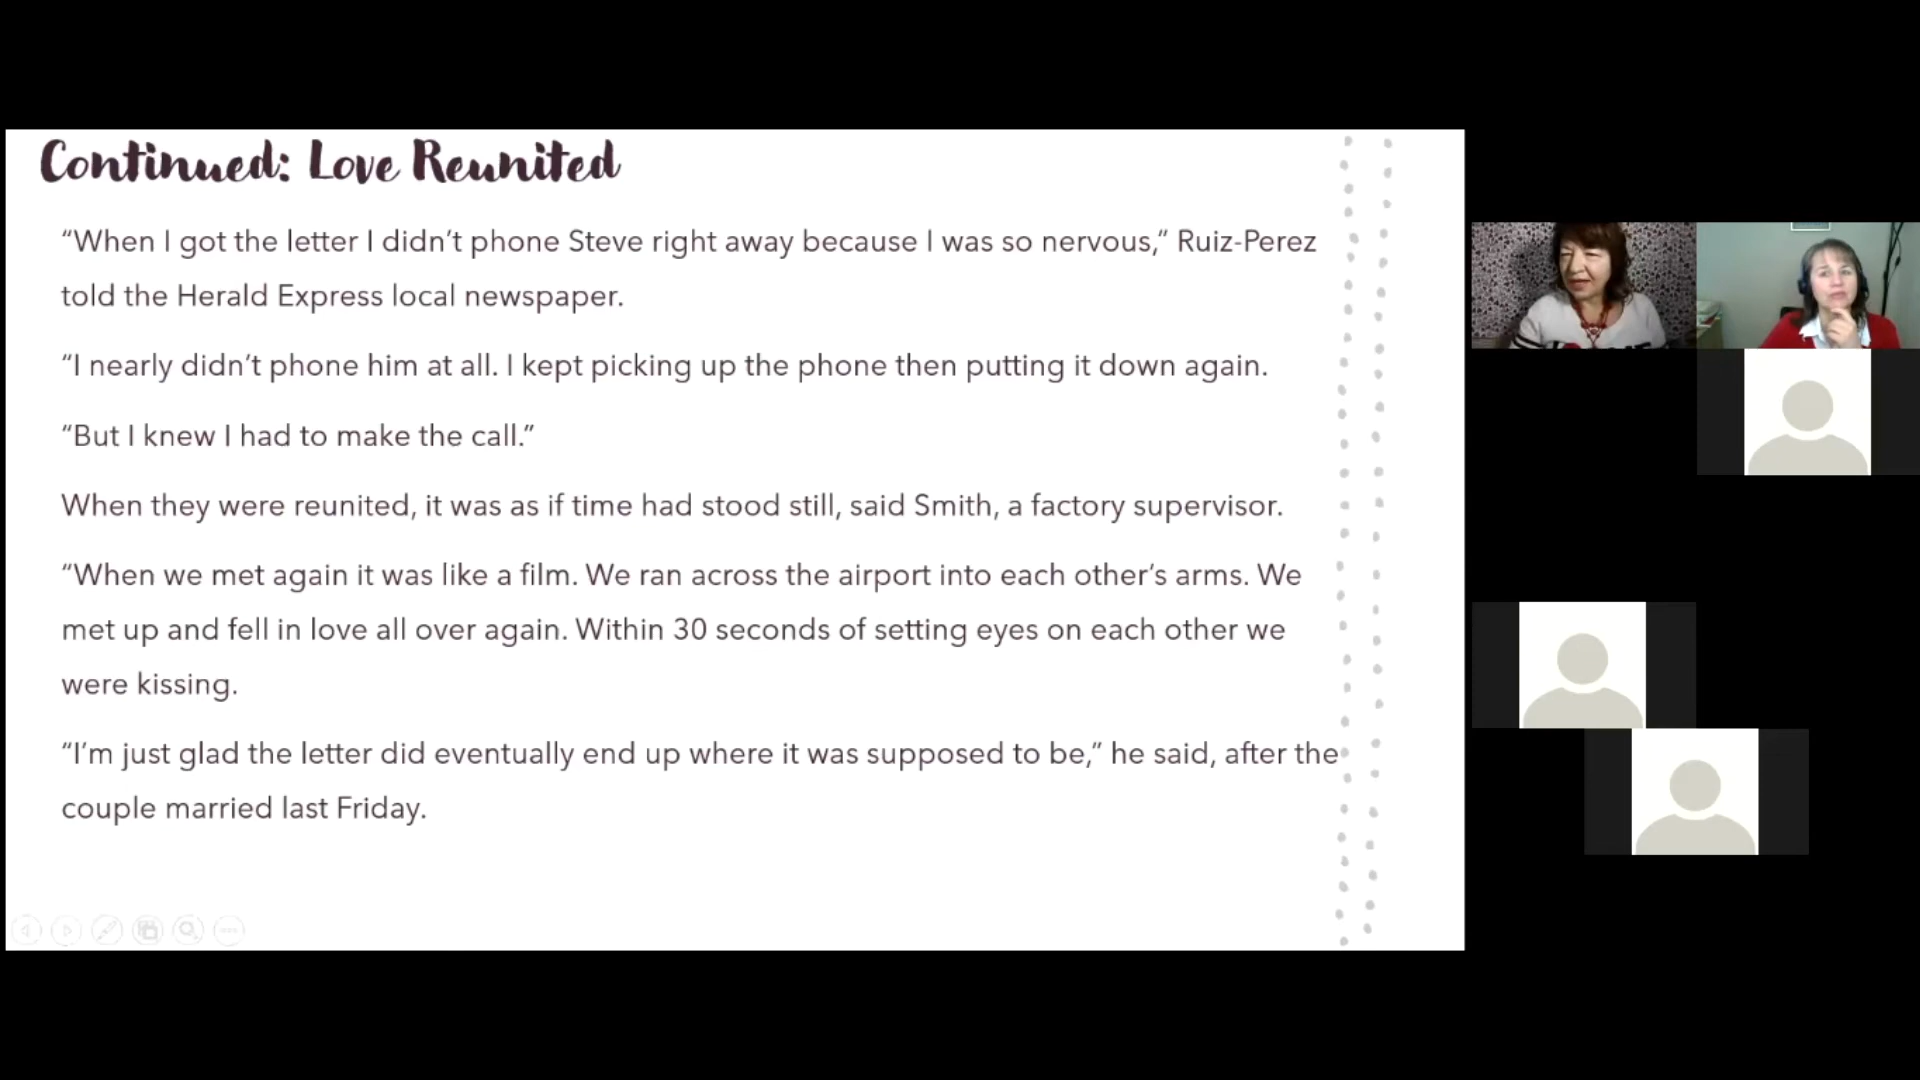 Continued: Love Reunited
“When I got the letter I didn’t phone Steve right away because I was so nervous,” Ruiz-Perez
told the Herald Express local newspaper.
“I nearly didn’t phone him at all. I kept picking up the phone then putting it down again.
“But I knew I had to make the call.”
When they were reunited, it was as if time had stood still, said Smith, a factory supervisor.
“When we met again it was like a film. We ran across the airport into each other’s arms. We
met up and fell in love all over again. Within 30 seconds of setting eyes on each other we
were kissing.
“I’m just glad the letter did eventually end up where it was supposed to be,” he said, after the
couple married last Friday.